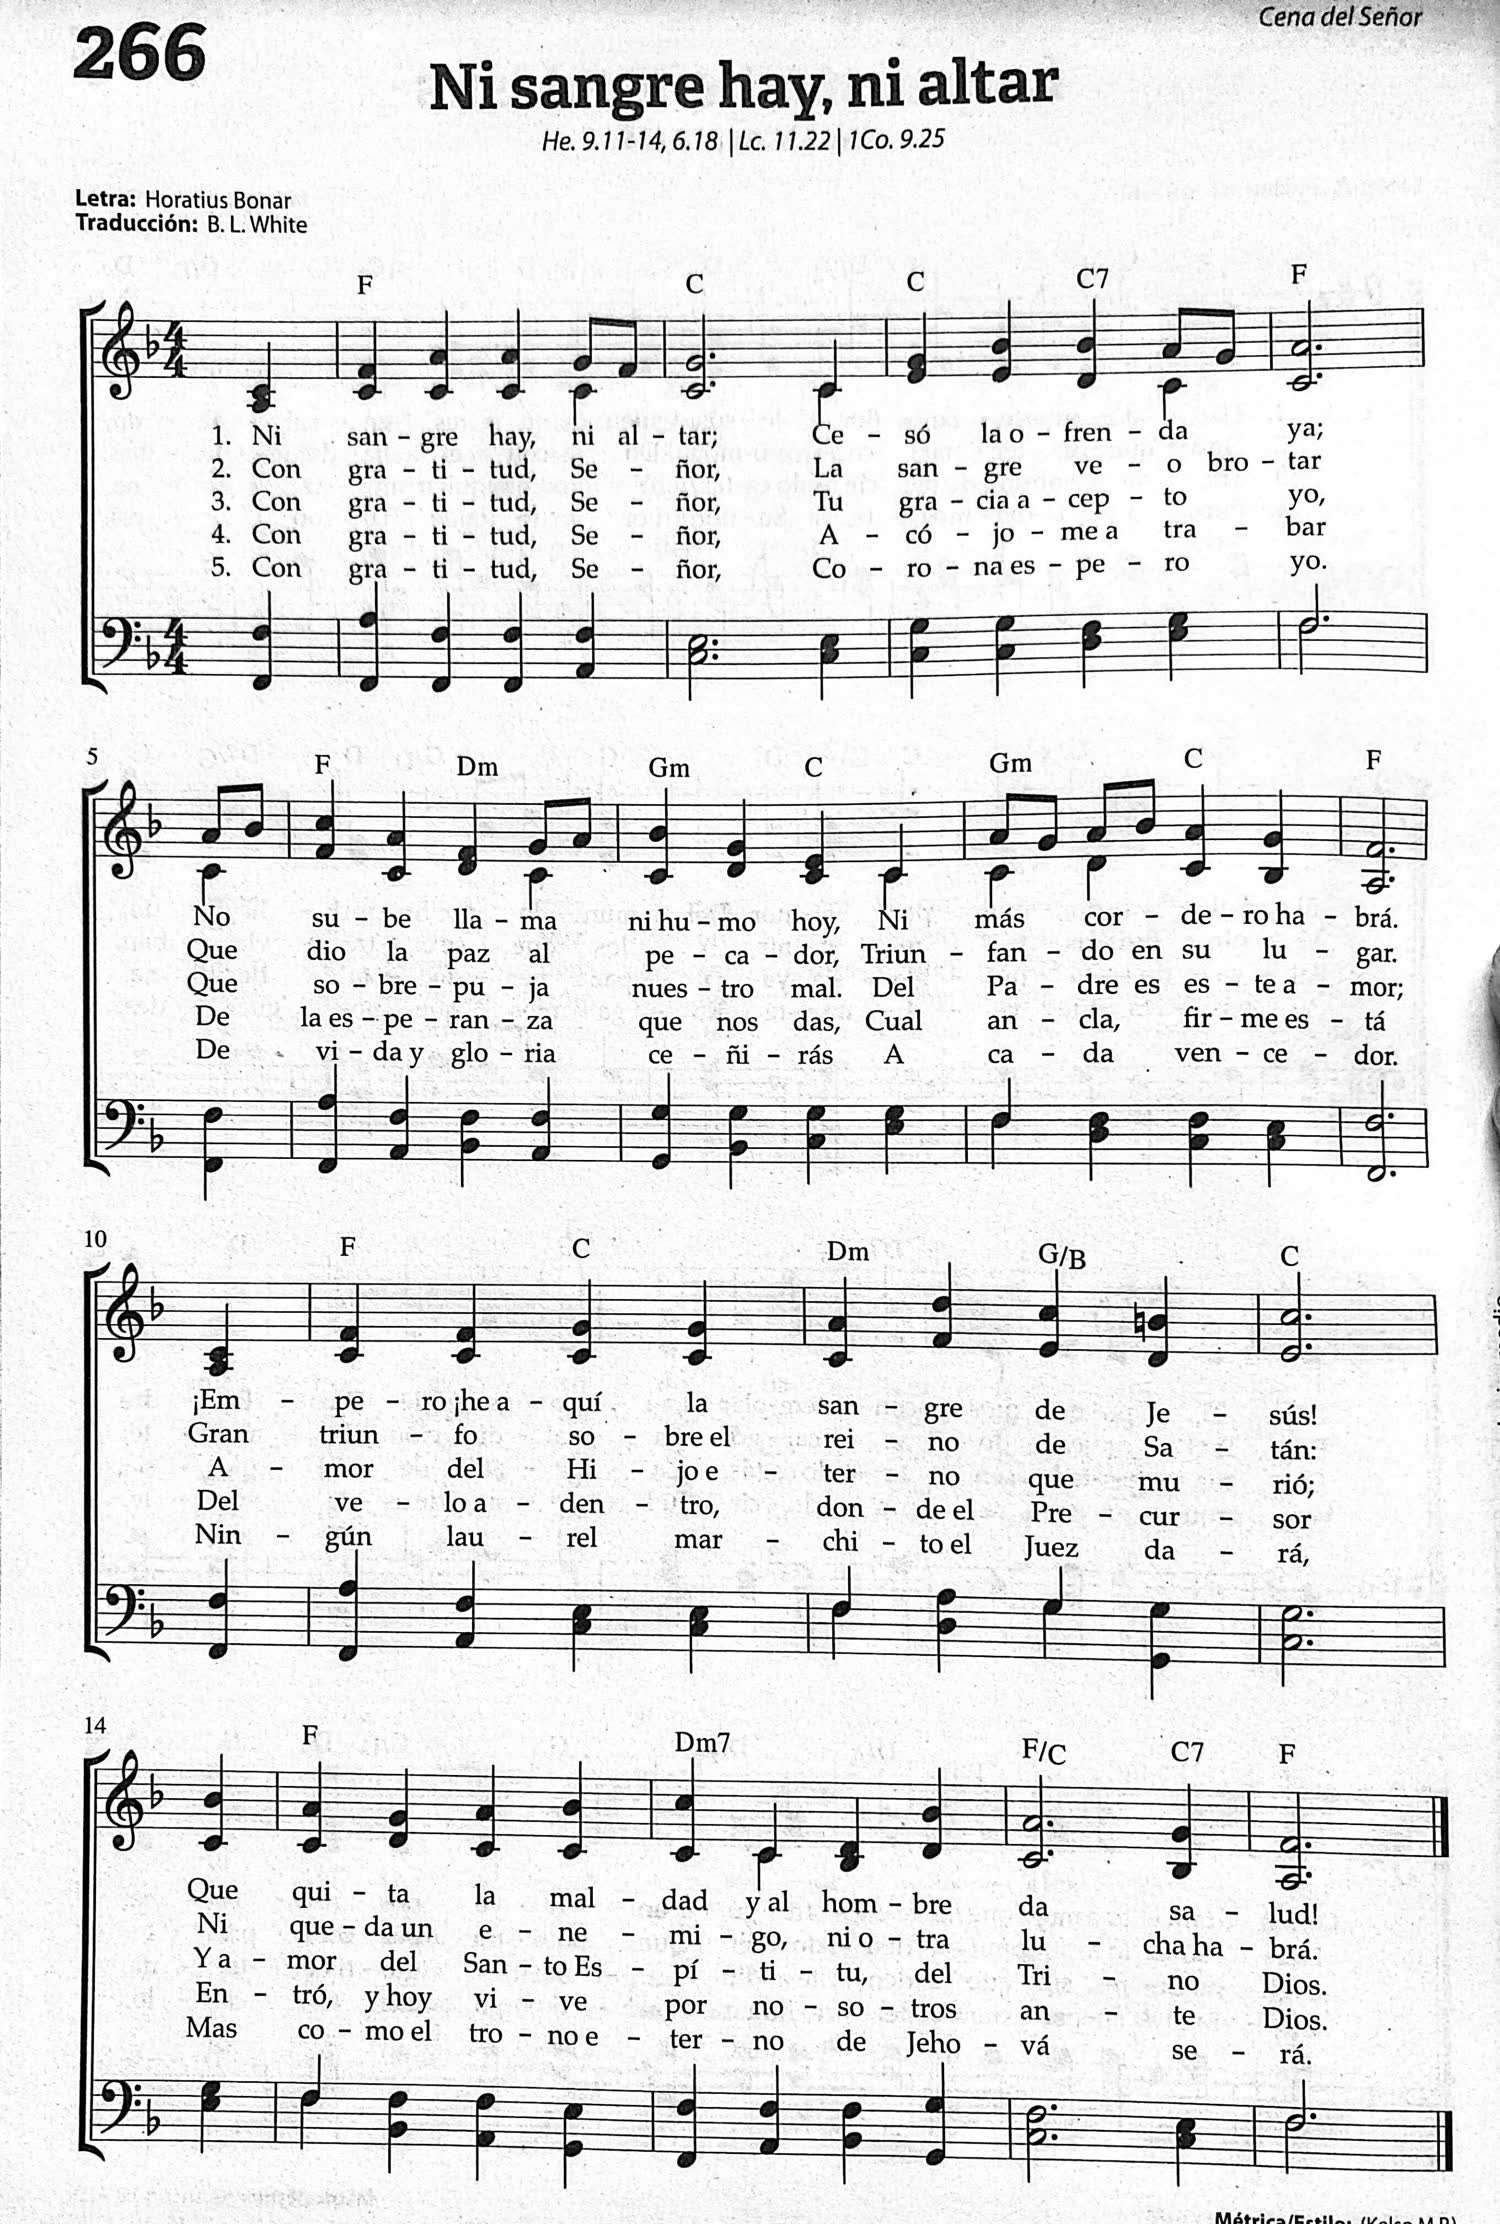 Cena del Señor
266
Ni sangre hay, ni altar
He. 9.11-14, 6.18 | Lc. 11.22 | 1Co. 9.25
Letra: Horatius Bonar
Traducción: B. L. White
F C C C7 F
1. Ni san - gre hay, ni al - tar; Ce - só la o - fren - da ya;
2. Con gra - ti - tud, Se - ñor, La san - gre ve - o bro - tar
3. Con gra - ti - tud, Se - ñor, Tu gra - cia a - cep - to yo,
4. Con gra - ti - tud, Se - ñor, A - có - jo - me a tra - bar
5. Con gra - ti - tud, Se - ñor, Co - ro - na es - pe - ro yo.
5
F Dm Gm C Gm C F
No su - be lla - ma ni hu - mo hoy, Ni más cor - de - ro ha - brá.
Que dio la paz al pe - ca - dor, Triun - fan - do en su lu - gar.
Que so - bre - pu - ja nues - tro mal. Del Pa - dre es es - te a - mor;
De la es - pe - ran - za que nos das, Cual an - cla, fir - me es - tá
De vi - da y glo - ria ce - ñi - rás A ca - da ven - ce - dor.
10
F C Dm G/B C
¡Em - pe - ro ¡he a - quí la san - gre de Je - sús!
Gran triun - fo so - bre el rei - no de Sa - tán:
A - mor del Hi - jo e - ter - no que mu - rió;
Del ve - lo a - den - tro, don - de el Pre - cur - sor
Nin - gún lau - rel mar - chi - to el Juez da - rá,
14
F Dm7 F/C C7 F
Que qui - ta la mal - dad y al hom - bre da sa - lud!
Ni que - da un e - ne - mi - go, ni o - tra lu - cha ha - brá.
Y a - mor del San - to Es - pí - ri - tu, del Tri - no Dios.
En - tró, y hoy vi - ve por no - so - tros an - te Dios.
Mas co - mo el tro - no e - ter - no de Jeho - vá se - rá.
Métrica/Estilo: (Kelso M.P.)